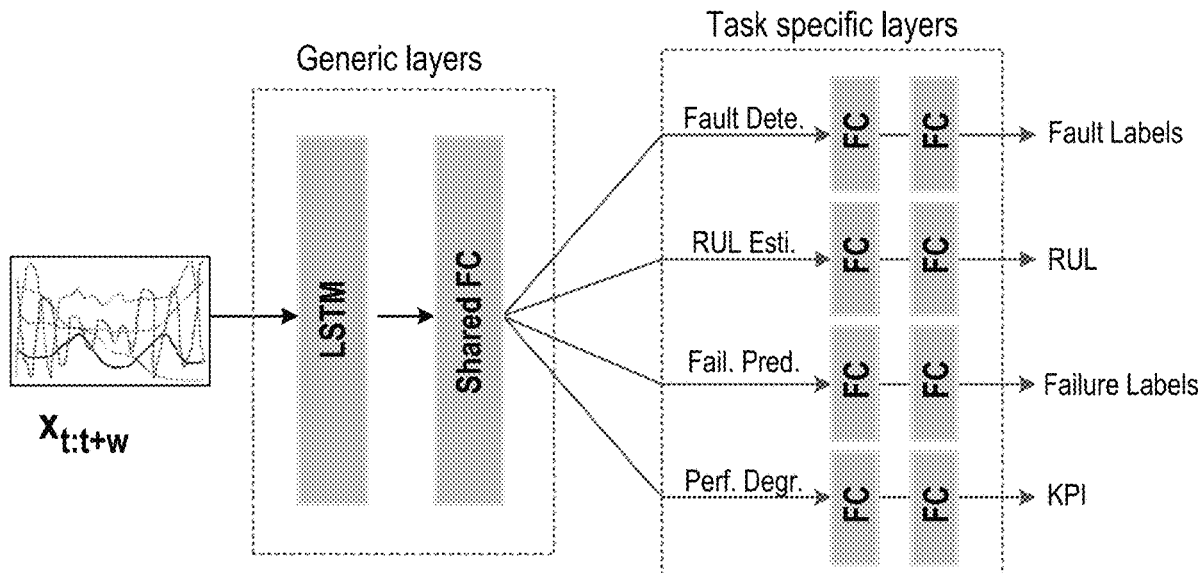 Task specific layers
Generic layers
LSTM
Shared FC
Fault Dete.
FC
FC
Fault Labels
RUL Esti.
FC
FC
RUL
Fail. Pred.
FC
FC
Failure Labels
Perf. Degr.
FC
FC
KPI
Xt:t+w